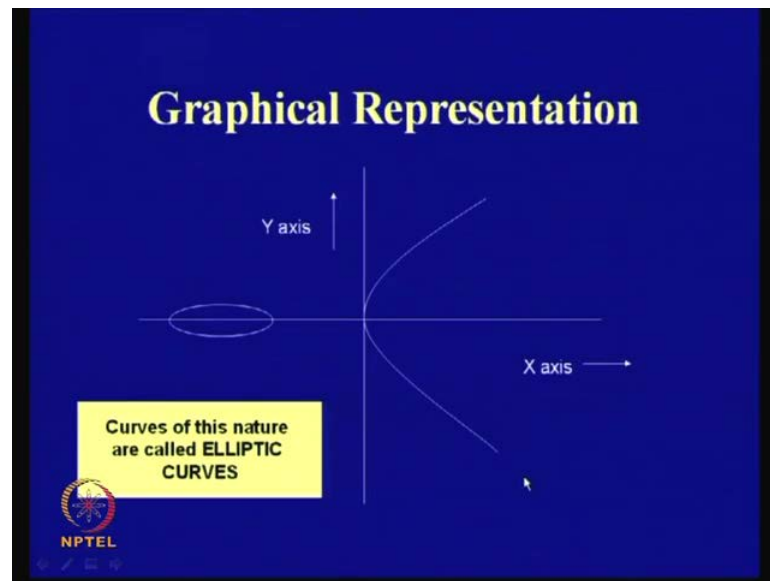 Graphical Representation
Y axis
X axis
Curves of this nature
are called ELLIPTIC
CURVES
NPTEL